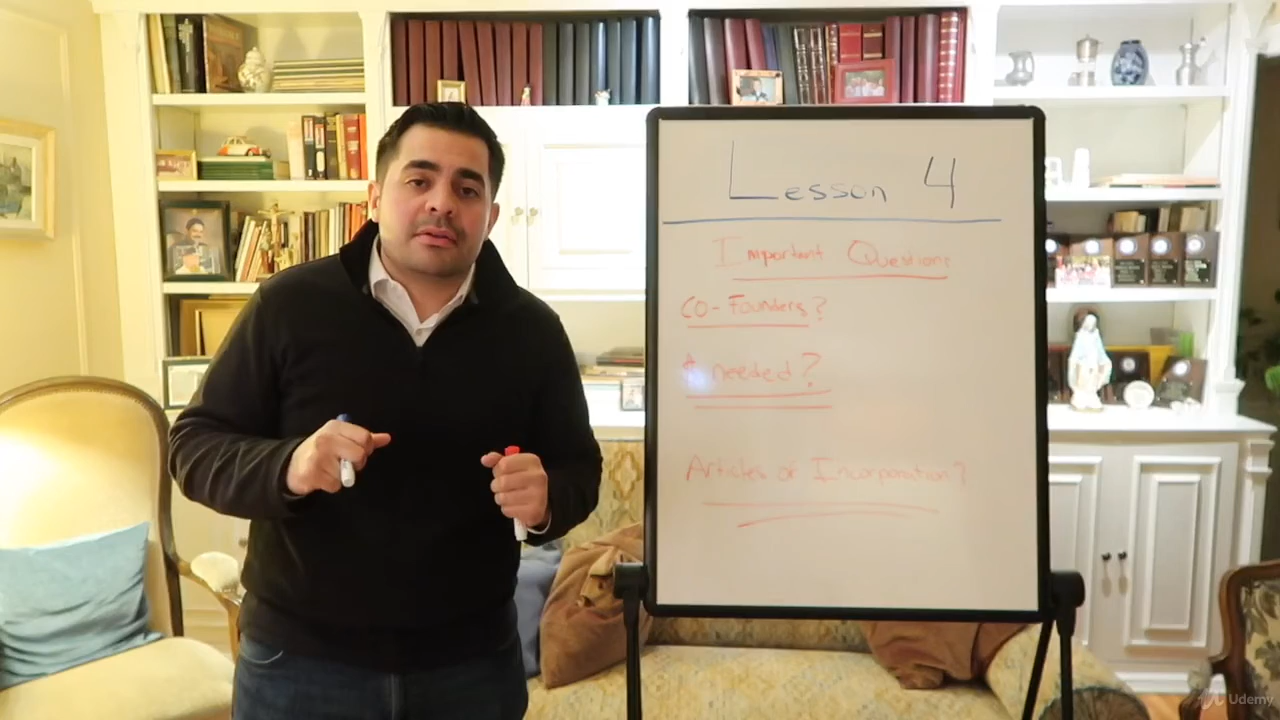 Lesson 4
Important Questions
CO-Founders?
$ needed?
Articles of Incorporation?
Udemy